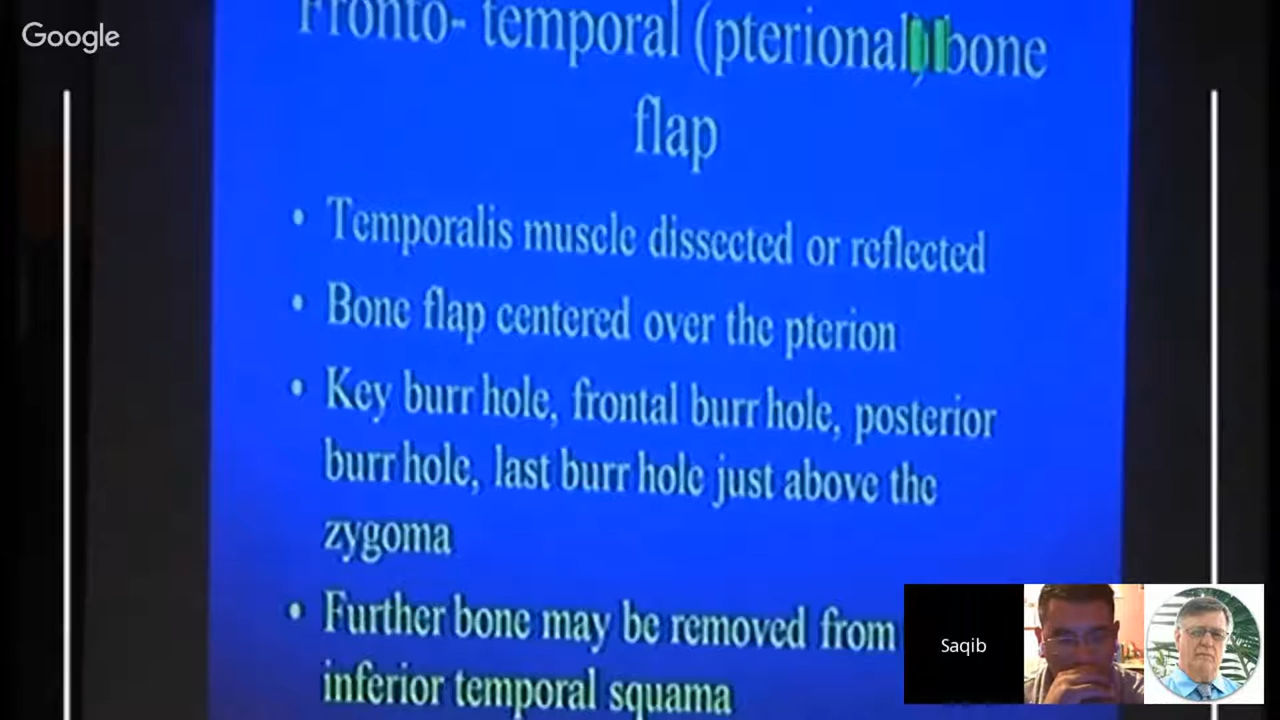 Google
Fronto- temporal (pterional) bone
flap
• Temporalis muscle dissected or reflected
• Bone flap centered over the pterion
• Key burr hole, frontal burr hole, posterior
burr hole, last burr hole just above the
zygoma
• Further bone may be removed from
inferior temporal squama
Saqib